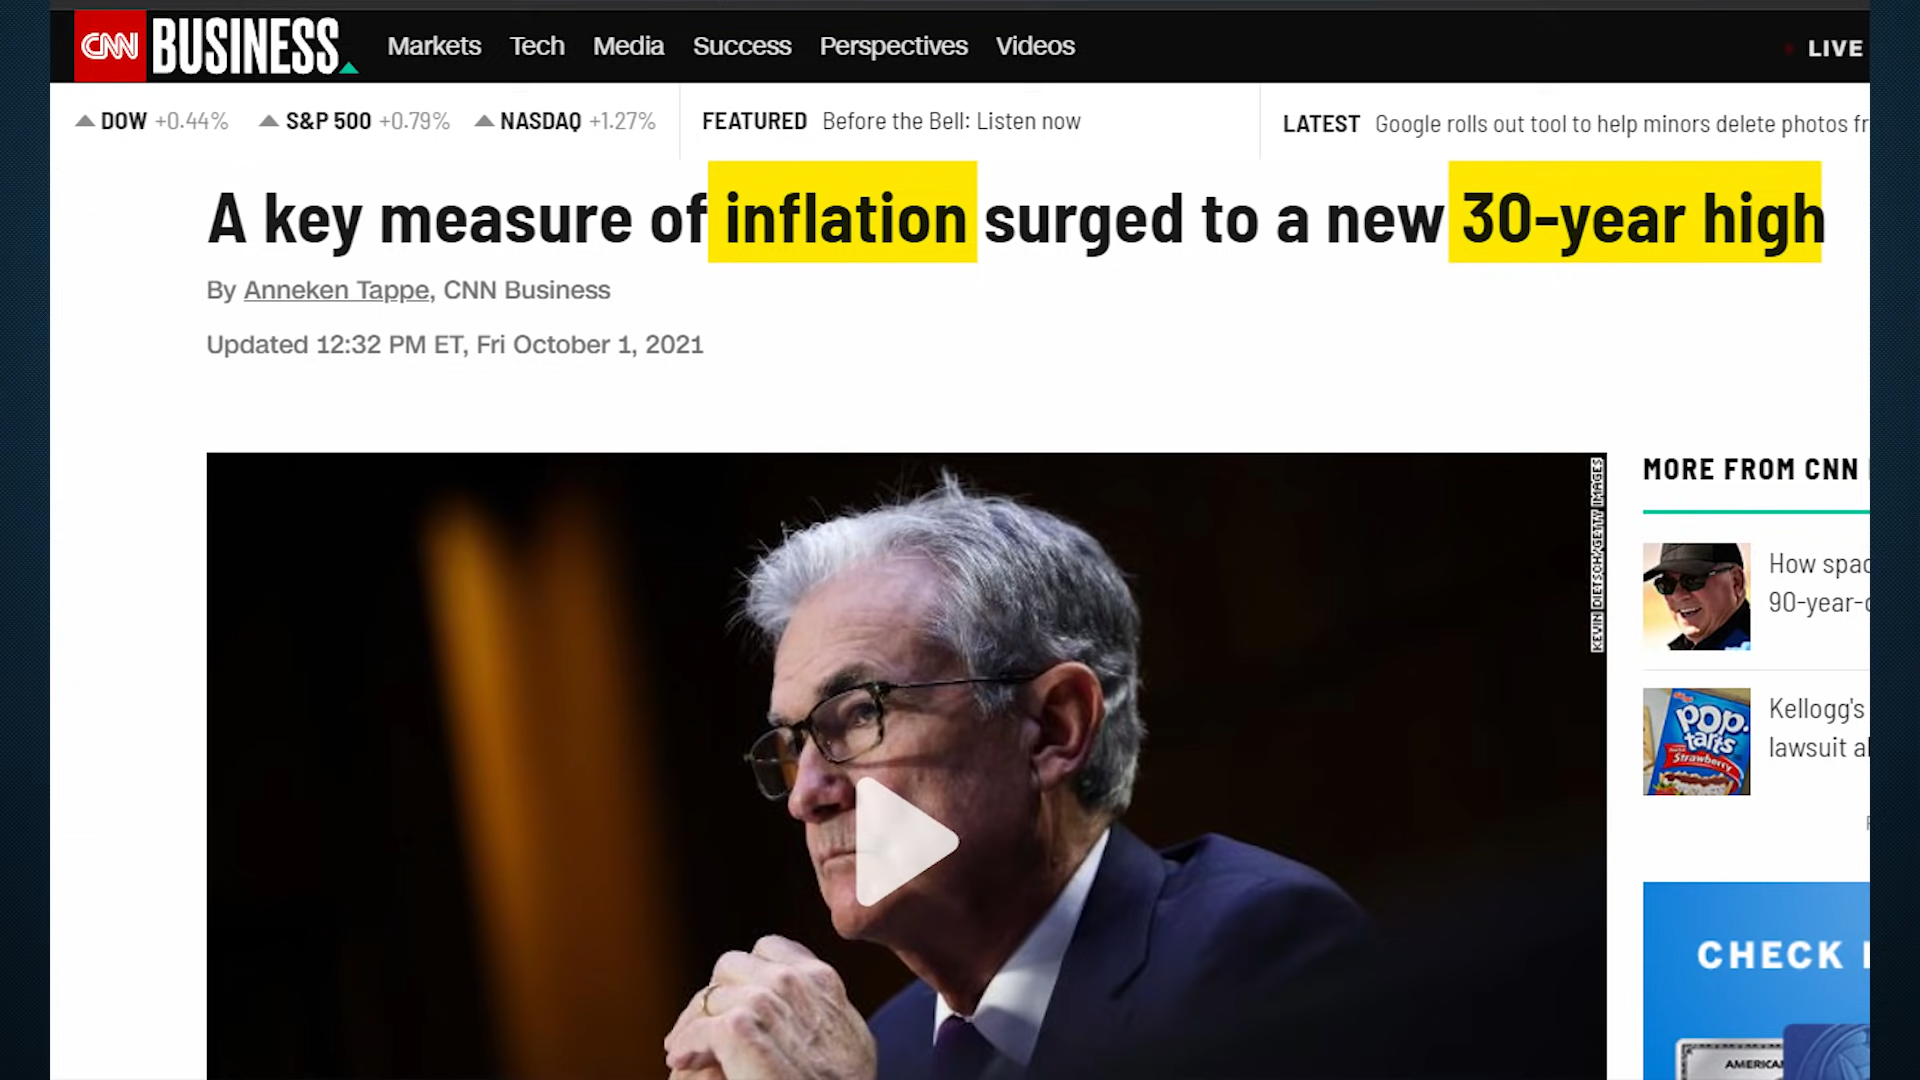 CNN BUSINESS Markets Tech Media Success Perspectives Videos LIVE
DOW +0.44% S&P 500 +0.79% NASDAQ +1.27% FEATURED Before the Bell: Listen now LATEST Google rolls out tool to help minors delete photos fr
A key measure of inflation surged to a new 30-year high
By Anneken Tappe, CNN Business
Updated 12:32 PM ET, Fri October 1, 2021
KEVIN DIETSCH/GETTY IMAGES
MORE FROM CNN
How spac
90-year-o
Kellogg's
pop.
tarts
Strawberry
Kellogg's
lawsuit al
CHECK
AMERICA